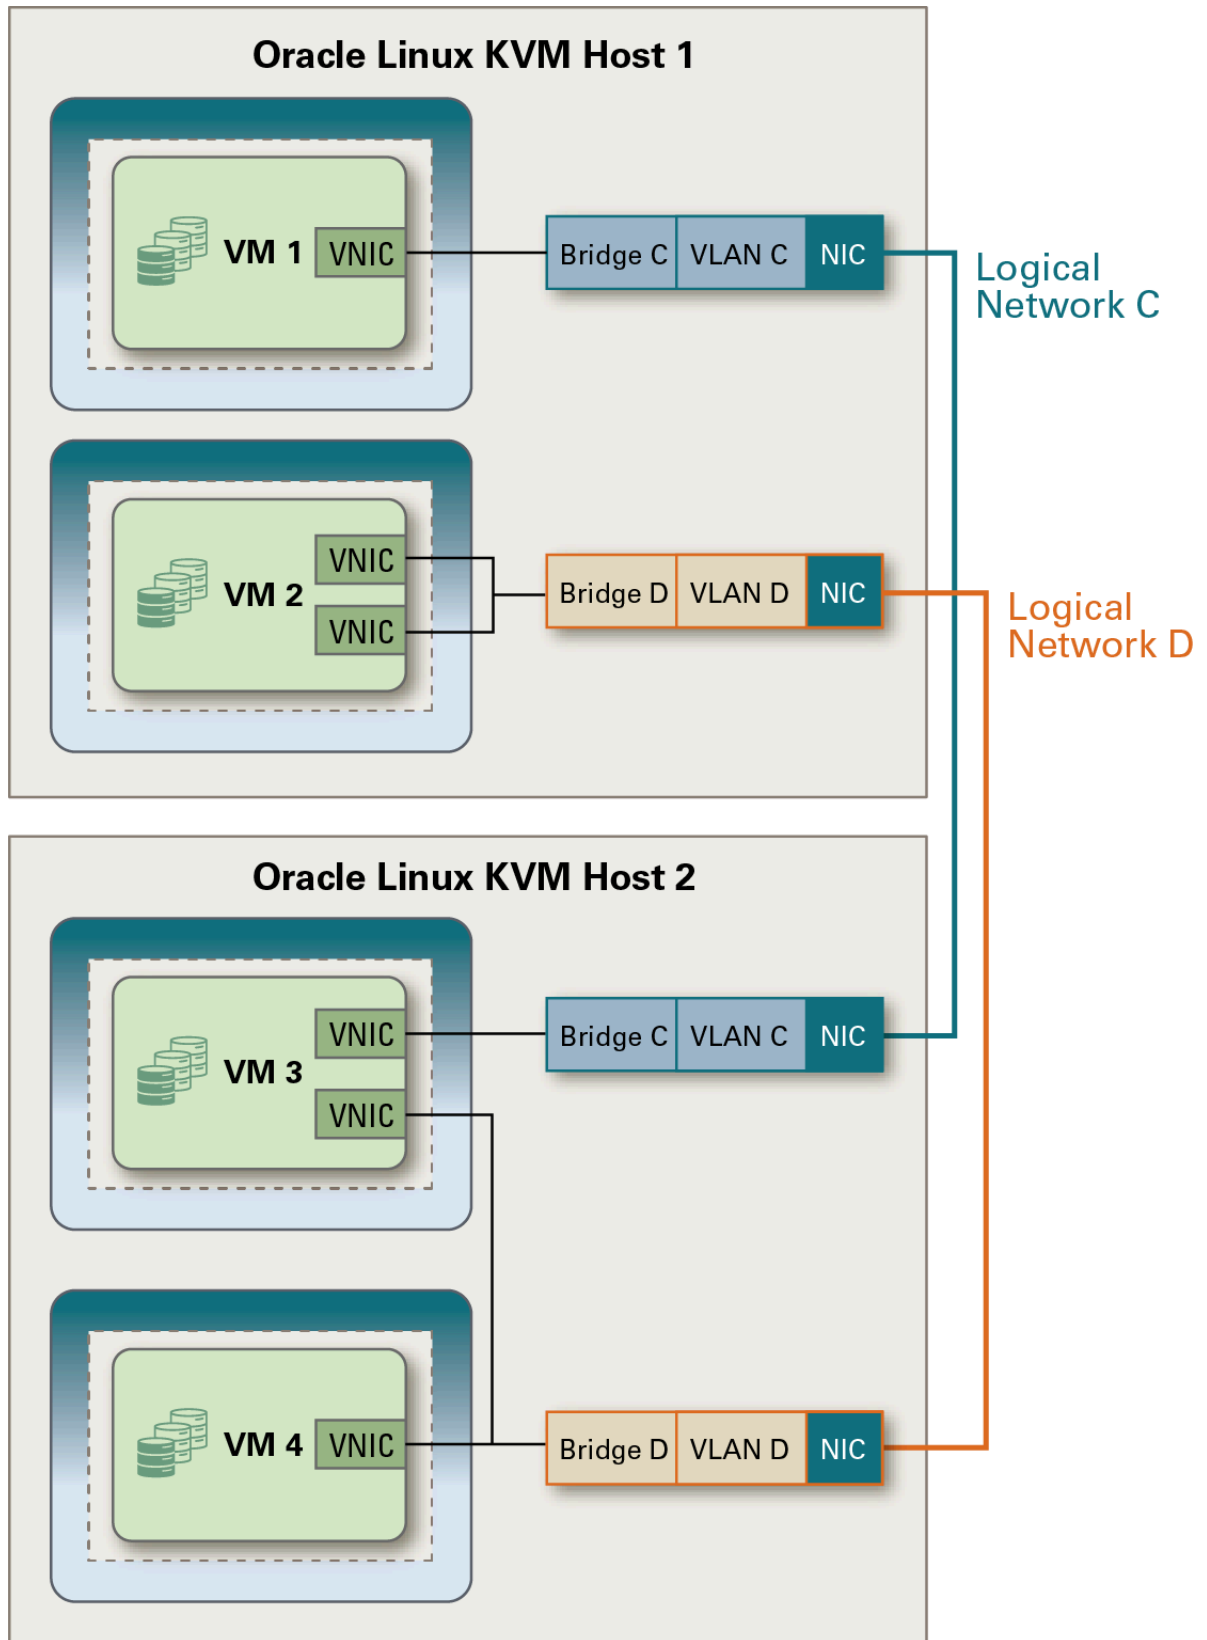 Oracle Linux KVM Host 1
VM 1
VNIC
Bridge C
VLAN C
NIC
Logical
Network C
VM 2
VNIC
VNIC
Bridge D
VLAN D
NIC
Logical
Network D
Oracle Linux KVM Host 2
VM 3
VNIC
VNIC
Bridge C
VLAN C
NIC
VM 4
VNIC
Bridge D
VLAN D
NIC